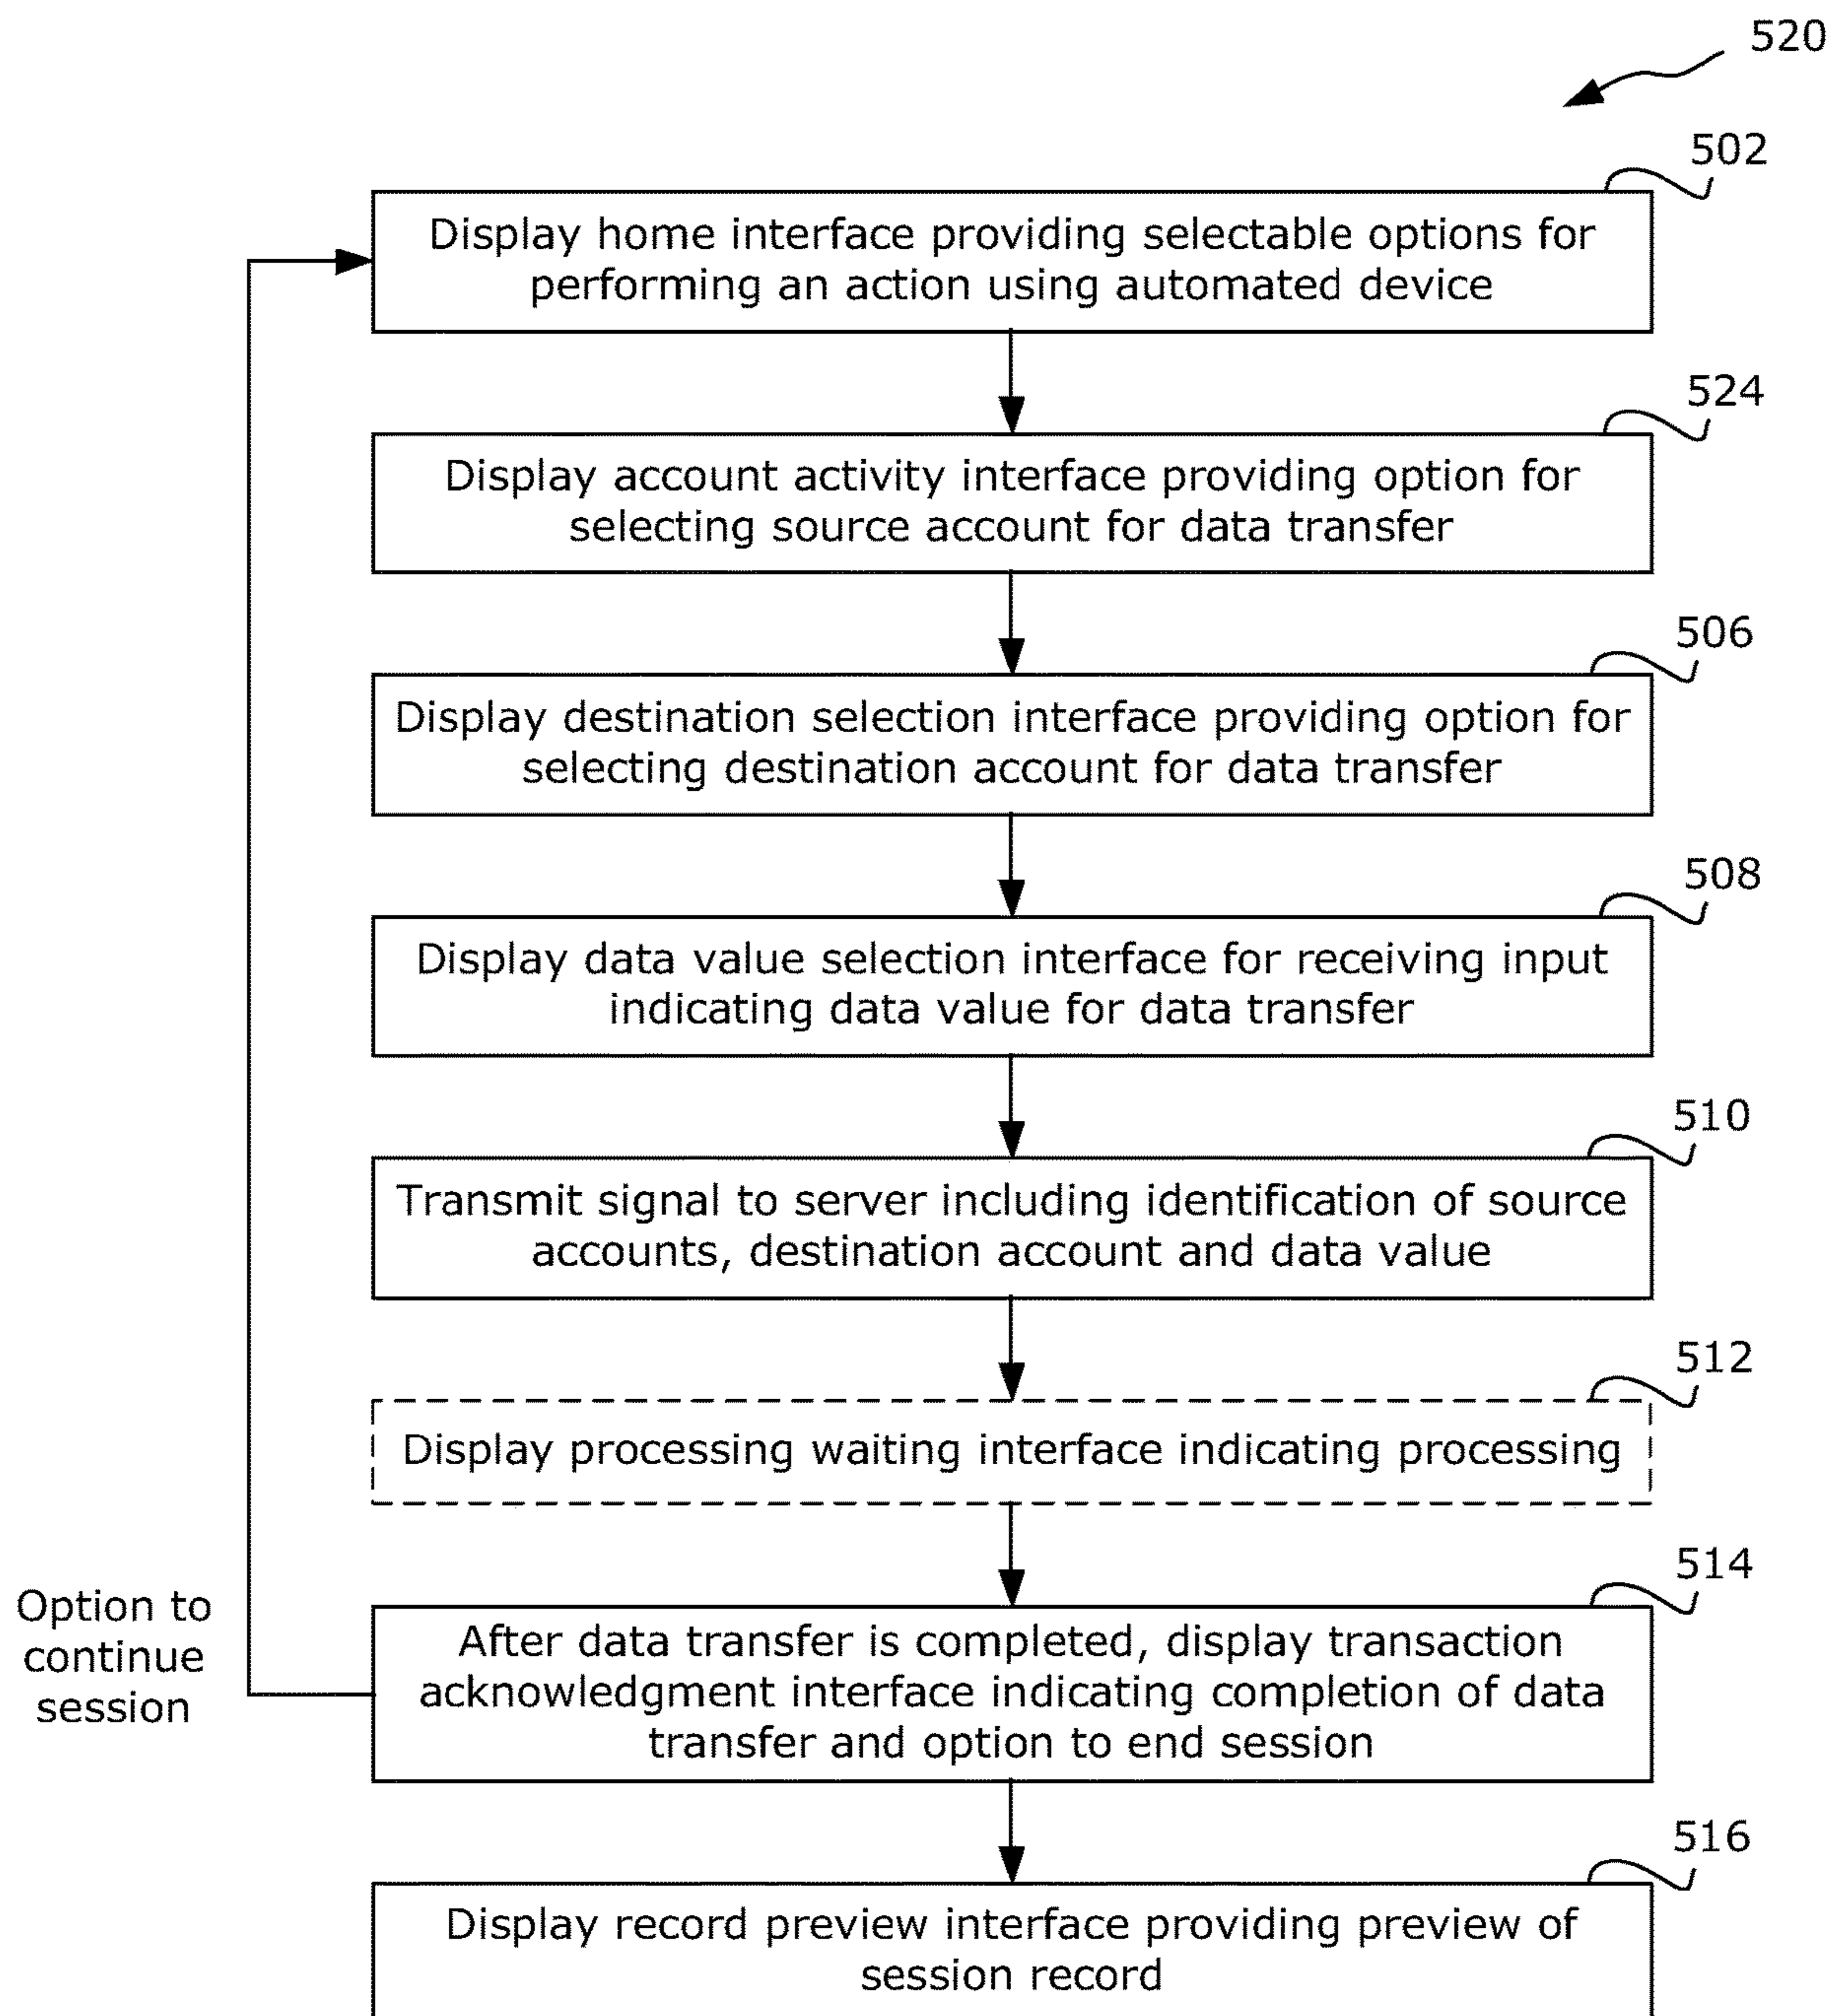 520
502
Display home interface providing selectable options for
performing an action using automated device
524
Display account activity interface providing option for
selecting source account for data transfer
506
Display destination selection interface providing option for
selecting destination account for data transfer
508
Display data value selection interface for receiving input
indicating data value for data transfer
510
Transmit signal to server including identification of source
accounts, destination account and data value
512
Display processing waiting interface indicating processing
514
After data transfer is completed, display transaction
acknowledgment interface indicating completion of data
transfer and option to end session
Option to
continue
session
516
Display record preview interface providing preview of
session record